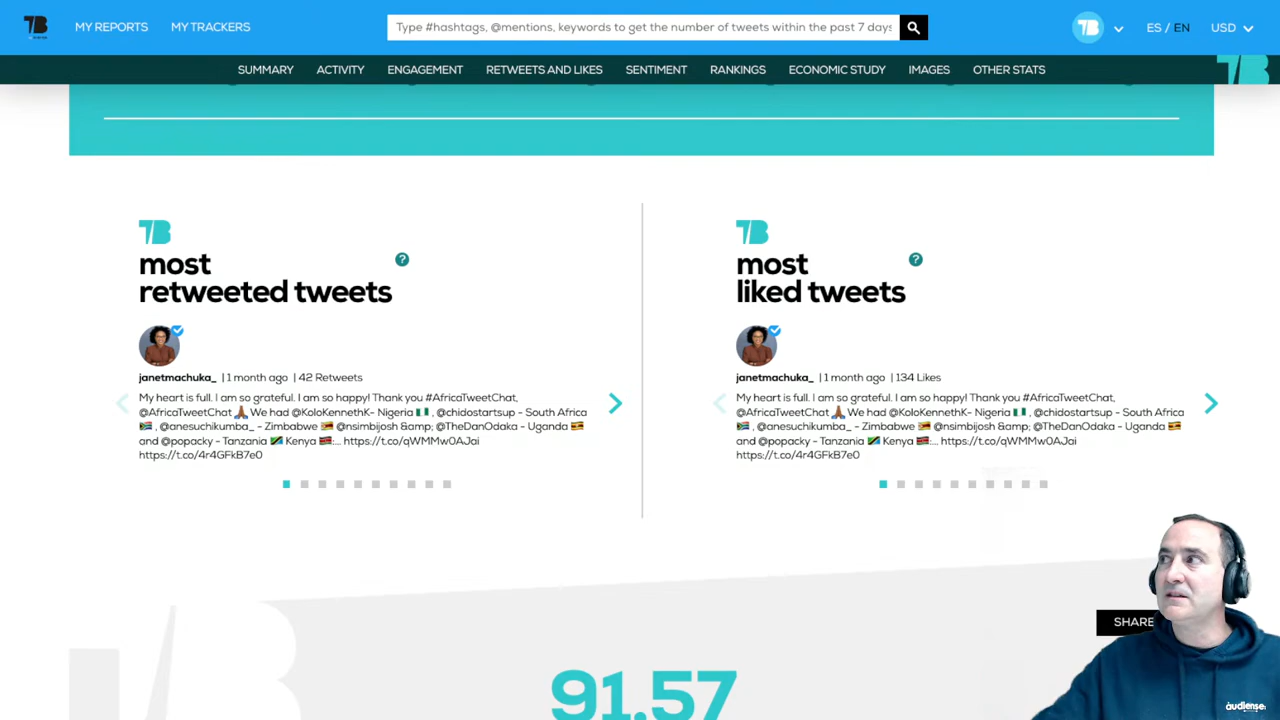 TB
MY REPORTS
MY TRACKERS
Type #hashtags, @mentions, keywords to get the number of tweets within the past 7 days
TB
ES / EN
USD
SUMMARY
ACTIVITY
ENGAGEMENT
RETWEETS AND LIKES
SENTIMENT
RANKINGS
ECONOMIC STUDY
IMAGES
OTHER STATS
TB
TB
most
retweeted tweets
?
janetmachuka_ | 1 month ago | 42 Retweets
My heart is full. I am so grateful. I am so happy! Thank you #AfricaTweetChat,
@AfricaTweetChat 🙏🏾 We had @KoloKennethK- Nigeria 🇳🇬 , @chidostartsup - South Africa
🇿🇦 , @anesuchikumba_ - Zimbabwe 🇿🇼 @nsimbijosh &amp; @TheDanOdaka - Uganda 🇺🇬
and @popacky - Tanzania 🇹🇿 Kenya 🇰🇪:... https://t.co/qWMMw0AJai
https://t.co/4r4GFkB7e0
TB
most
liked tweets
?
janetmachuka_ | 1 month ago | 134 Likes
My heart is full. I am so grateful. I am so happy! Thank you #AfricaTweetChat,
@AfricaTweetChat 🙏🏾 We had @KoloKennethK- Nigeria 🇳🇬 , @chidostartsup - South Africa
🇿🇦 , @anesuchikumba_ - Zimbabwe 🇿🇼 @nsimbijosh &amp; @TheDanOdaka - Uganda 🇺🇬
and @popacky - Tanzania 🇹🇿 Kenya 🇰🇪:... https://t.co/qWMMw0AJai
https://t.co/4r4GFkB7e0
SHARE
91.57
audiense